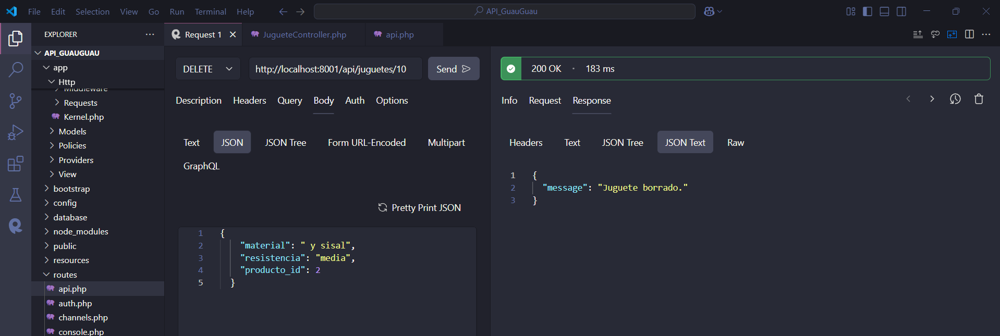 File Edit Selection View Go Run Terminal Help API_GuauGuau
EXPLORER
API_GUAUGUAU
app
Http
Middleware
Requests
Kernel.php
Models
Policies
Providers
View
bootstrap
config
database
node_modules
public
resources
routes
api.php
auth.php
channels.php
console.php
Request 1 JugueteController.php api.php
DELETE http://localhost:8001/api/juguetes/10 Send
Description Headers Query Body Auth Options
Text JSON JSON Tree Form URL-Encoded Multipart
GraphQL
Pretty Print JSON
1 {
2 "material": " y sisal",
3 "resistencia": "media",
4 "producto_id": 2
5 }
200 OK · 183 ms
Info Request Response
Headers Text JSON Tree JSON Text Raw
1 {
2 "message": "Juguete borrado."
3 }